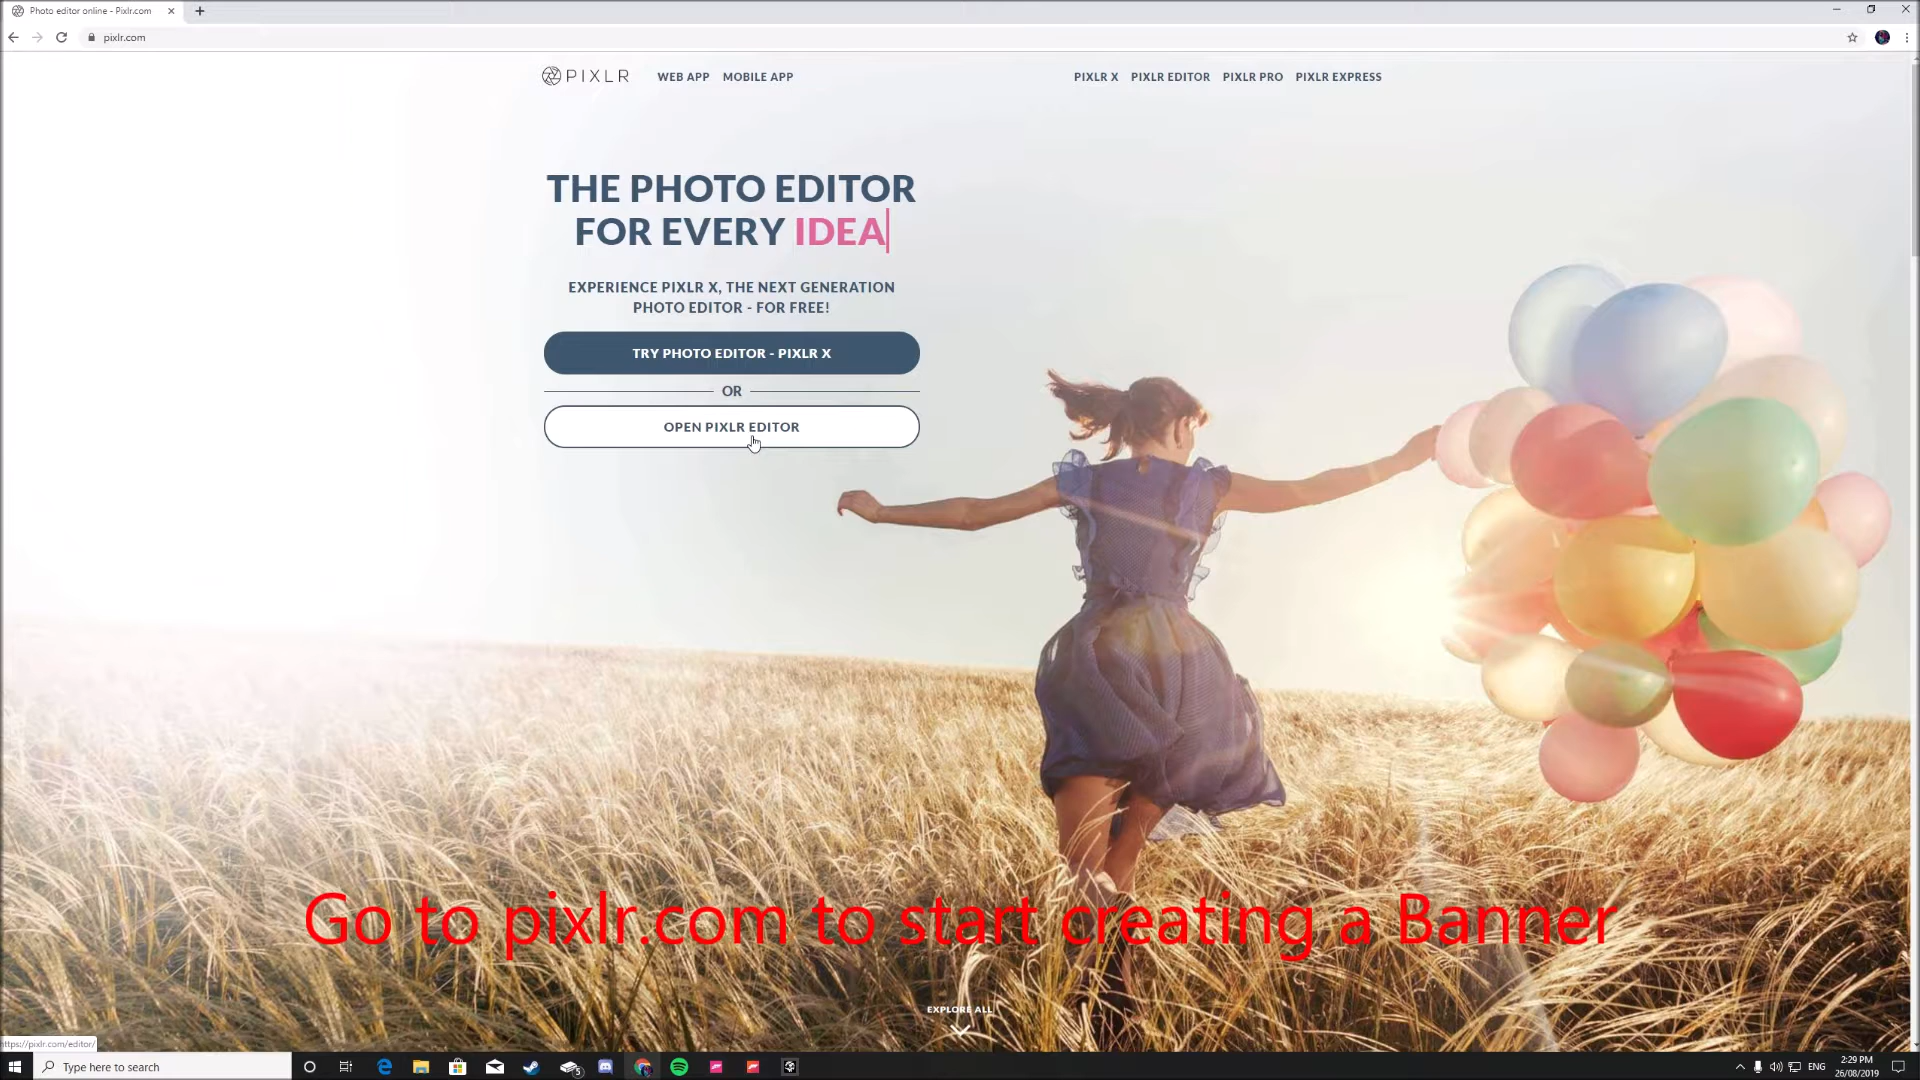 Photo editor online - Pixlr.com
pixlr.com
PIXLR WEB APP MOBILE APP PIXLR X PIXLR EDITOR PIXLR PRO PIXLR EXPRESS
THE PHOTO EDITOR
FOR EVERY IDEA
EXPERIENCE PIXLR X, THE NEXT GENERATION
PHOTO EDITOR - FOR FREE!
TRY PHOTO EDITOR - PIXLR X
OR
OPEN PIXLR EDITOR
Go to pixlr.com to start creating a Banner
EXPLORE ALL
https://pixlr.com/editor/
Type here to search
5
ENG
2:29 PM
26/08/2019